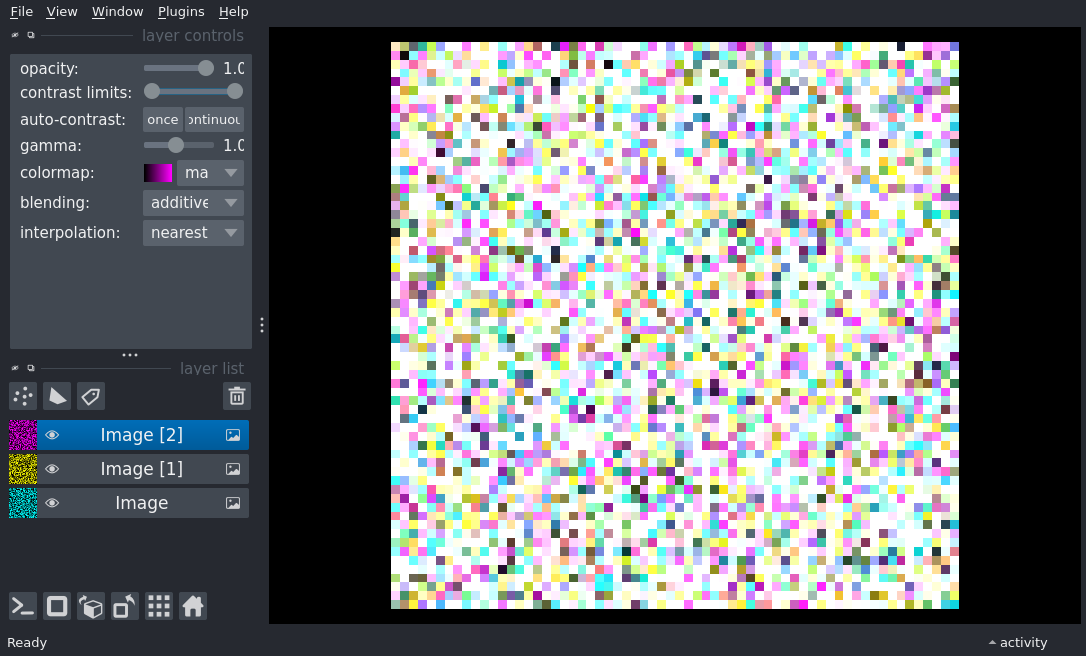 File View Window Plugins Help
layer controls
opacity: 1.0
contrast limits:
auto-contrast: once ontinuou
gamma: 1.0
colormap: ma
blending: additive
interpolation: nearest
layer list
Image [2]
Image [1]
Image
Ready
activity